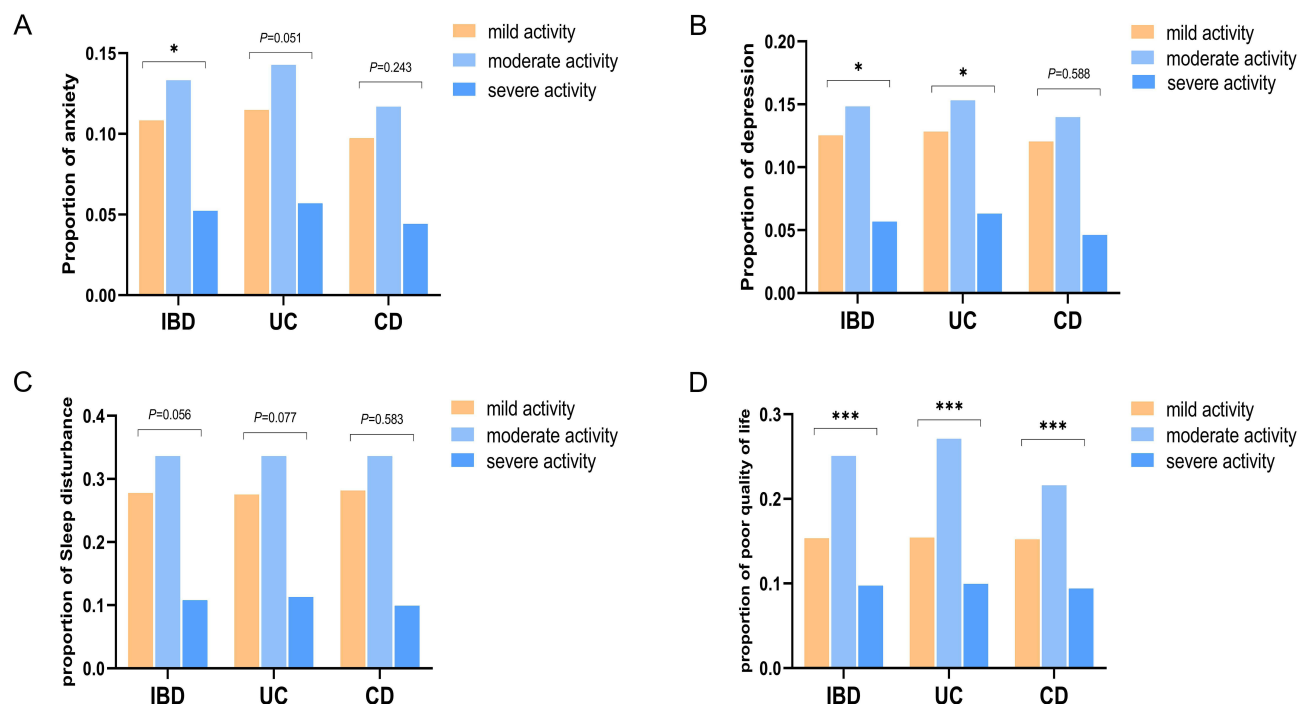 A
Proportion of anxiety
0.15
0.10
0.05
0.00
*
P=0.051
P=0.243
IBD UC CD
mild activity
moderate activity
severe activity
B
Proportion of depression
0.20
0.15
0.10
0.05
0.00
*
*
P=0.588
IBD UC CD
mild activity
moderate activity
severe activity
C
proportion of Sleep disturbance
0.4
0.3
0.2
0.1
0.0
P=0.056
P=0.077
P=0.583
IBD UC CD
mild activity
moderate activity
severe activity
D
proportion of poor quality of life
0.3
0.2
0.1
0.0
***
***
***
IBD UC CD
mild activity
moderate activity
severe activity